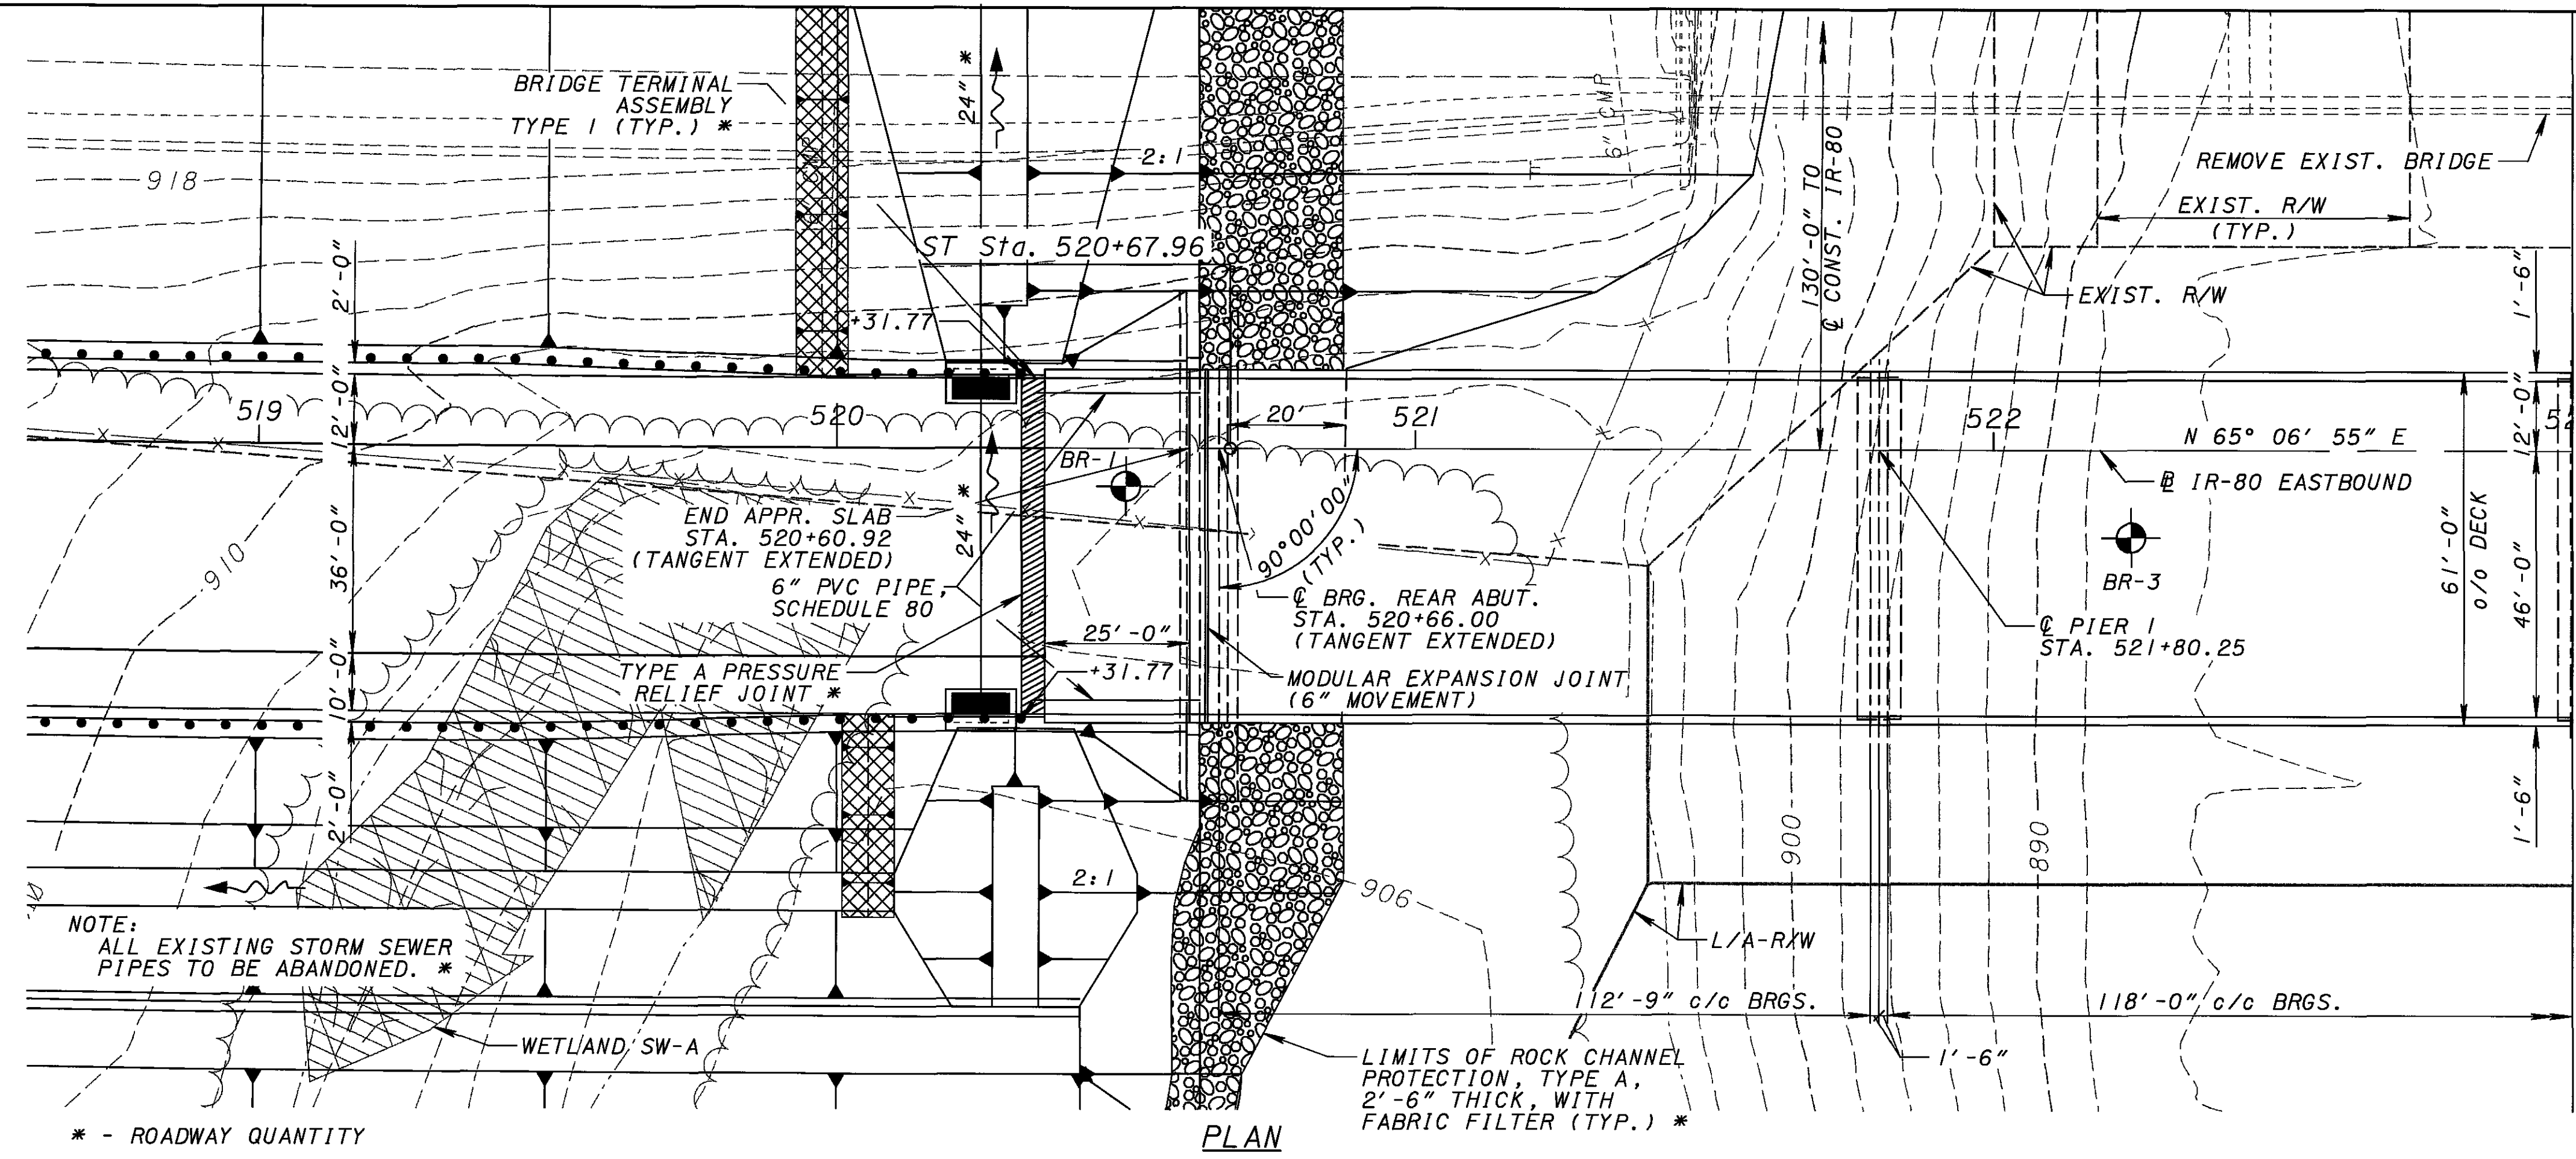 BRIDGE TERMINAL
ASSEMBLY
TYPE 1 (TYP.) *
24" *
2:1
6" CMP
T
130'-0" TO
℄ CONST. IR-80
REMOVE EXIST. BRIDGE
EXIST. R/W
(TYP.)
918
ST Sta. 520+67.96
EXIST. R/W
2'-0"
+31.77
1'-6"
519
520
20'
521
522
12'-0"
12'-0"
N 65° 06' 55" E
BR-1
℄ IR-80 EASTBOUND
END APPR. SLAB
STA. 520+60.92
(TANGENT EXTENDED)
24" *
90°00'00"
(TYP.)
910
36'-0"
6" PVC PIPE,
SCHEDULE 80
℄ BRG. REAR ABUT.
STA. 520+66.00
(TANGENT EXTENDED)
BR-3
61'-0"
o/o DECK
46'-0"
25'-0"
℄ PIER 1
STA. 521+80.25
TYPE A PRESSURE
RELIEF JOINT *
+31.77
MODULAR EXPANSION JOINT
(6" MOVEMENT)
10'-0"
2'-0"
1'-6"
900
890
2:1
906
NOTE:
ALL EXISTING STORM SEWER
PIPES TO BE ABANDONED. *
L/A-R/W
112'-9" c/c BRGS.
118'-0" c/c BRGS.
WETLAND SW-A
1'-6"
LIMITS OF ROCK CHANNEL
PROTECTION, TYPE A,
2'-6" THICK, WITH
FABRIC FILTER (TYP.) *
* - ROADWAY QUANTITY
PLAN